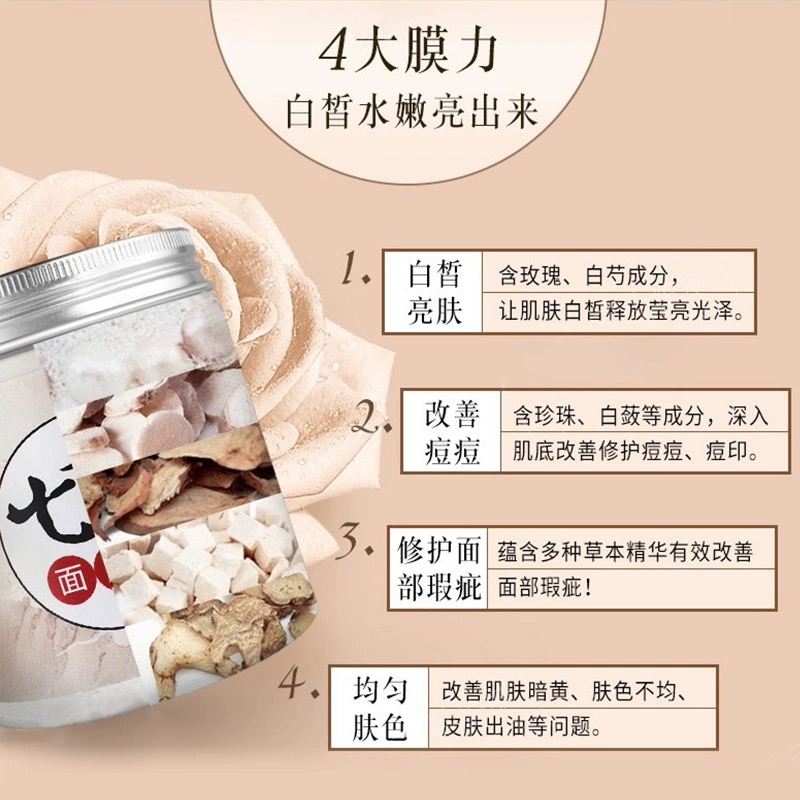 4大膜力
白皙水嫩亮出来
1.
白皙
亮肤
含玫瑰、白芍成分，
让肌肤白皙释放莹亮光泽。
2.
改善
痘痘
含珍珠、白蔹等成分，深入
肌底改善修护痘痘、痘印。
3.
修护面
部瑕疵
蕴含多种草本精华有效改善
面部瑕疵！
4.
均匀
肤色
改善肌肤暗黄、肤色不均、
皮肤出油等问题。
七
面